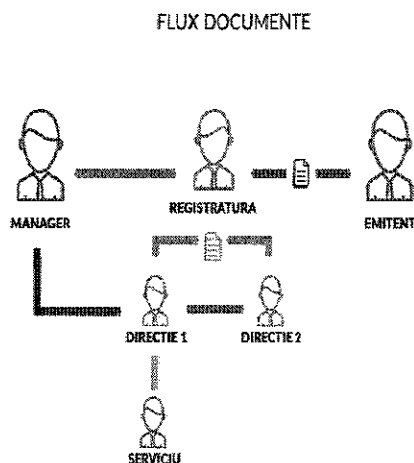 FLUX DOCUMENTE
MANAGER
REGISTRATURA
EMITENT
DIRECTIE 1
DIRECTIE 2
SERVICIU